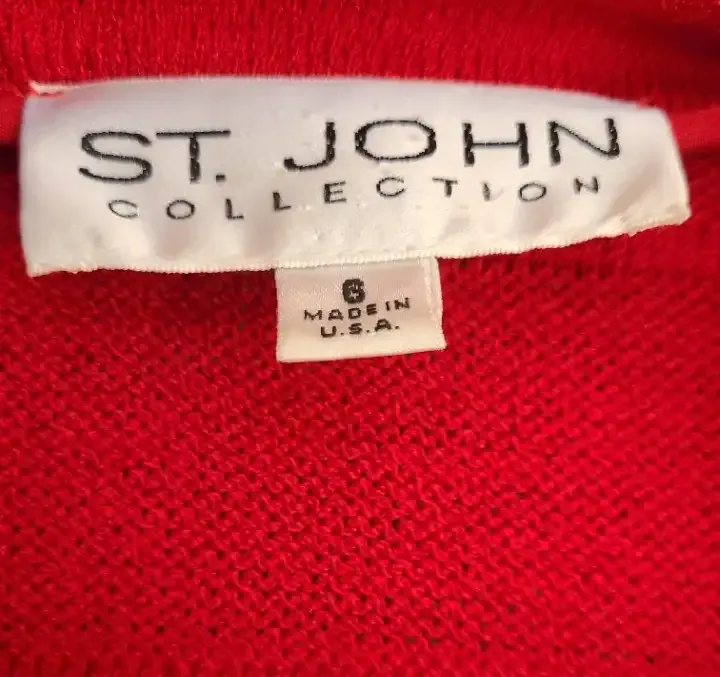 ST. JOHN
COLLECTION
6
MADE IN
U.S.A.